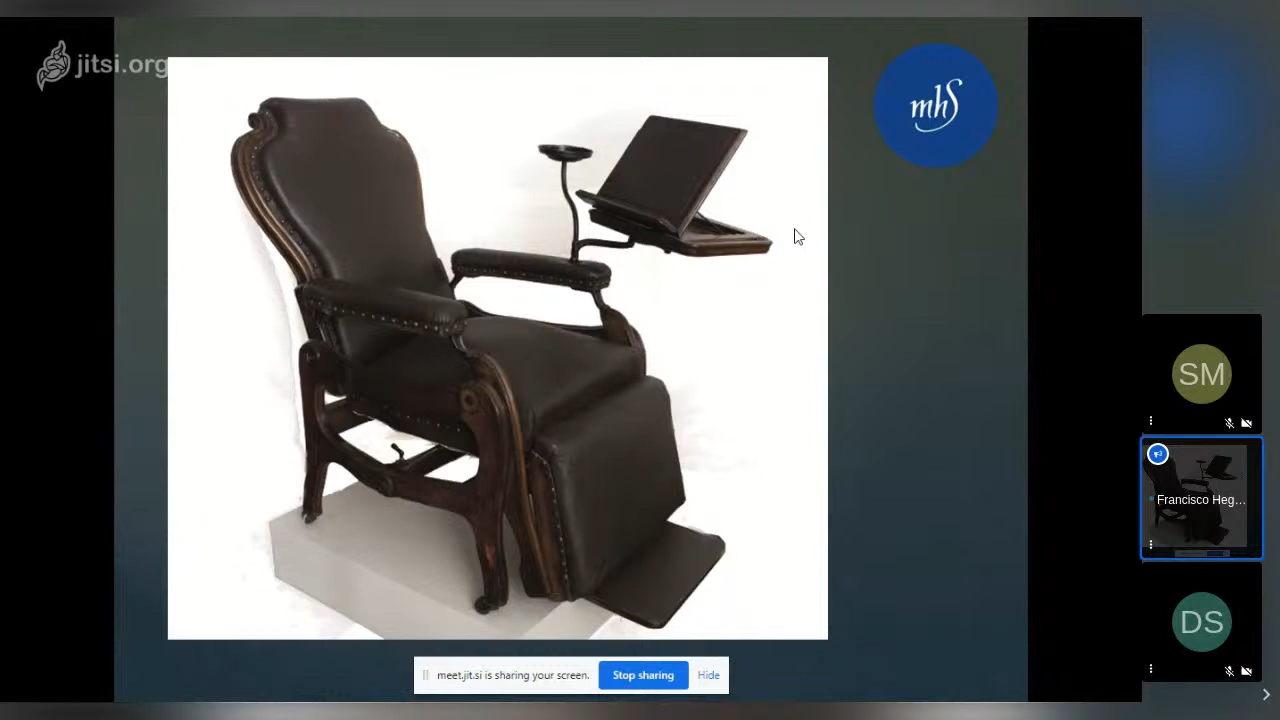 jitsi.org
mhS
SM
Francisco Heg...
DS
meet.jit.si is sharing your screen.
Stop sharing
Hide